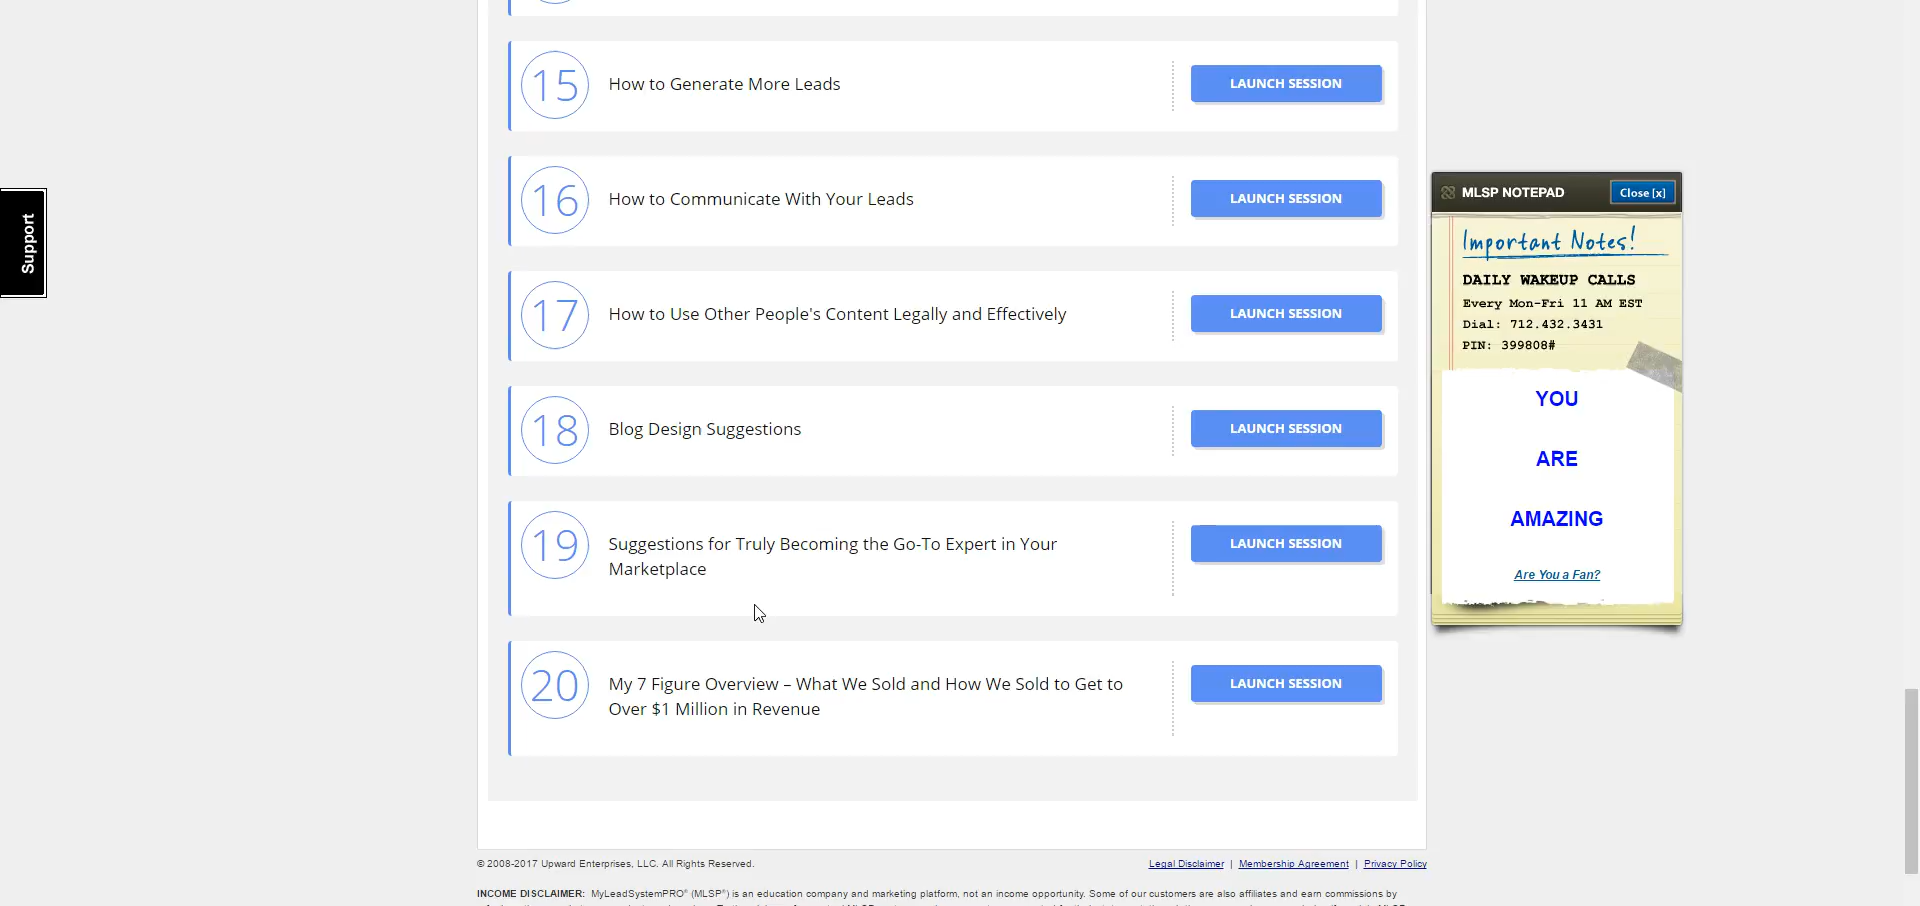 15
How to Generate More Leads
LAUNCH SESSION
16
How to Communicate With Your Leads
LAUNCH SESSION
17
How to Use Other People's Content Legally and Effectively
LAUNCH SESSION
18
Blog Design Suggestions
LAUNCH SESSION
19
Suggestions for Truly Becoming the Go-To Expert in Your
Marketplace
LAUNCH SESSION
20
My 7 Figure Overview – What We Sold and How We Sold to Get to
Over $1 Million in Revenue
LAUNCH SESSION
Support
MLSP NOTEPAD
Close [x]
Important Notes!
DAILY WAKEUP CALLS
Every Mon-Fri 11 AM EST
Dial: 712.432.3431
PIN: 399808#
YOU
ARE
AMAZING
Are You a Fan?
© 2008-2017 Upward Enterprises, LLC. All Rights Reserved.
Legal Disclaimer | Membership Agreement | Privacy Policy
INCOME DISCLAIMER: MyLeadSystemPRO® (MLSP®) is an education company and marketing platform, not an income opportunity. Some of our customers are also affiliates and earn commissions by